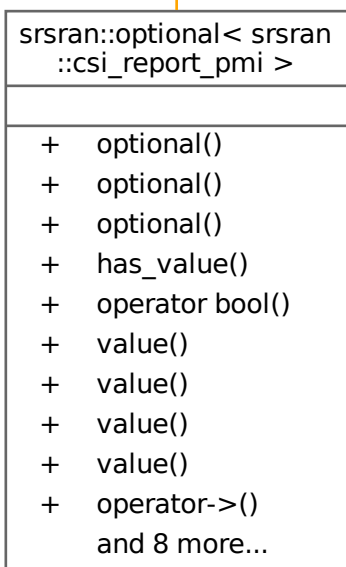 srsran::optional< srsran
::csi_report_pmi >
+ optional()
+ optional()
+ optional()
+ has_value()
+ operator bool()
+ value()
+ value()
+ value()
+ value()
+ operator->()
and 8 more...